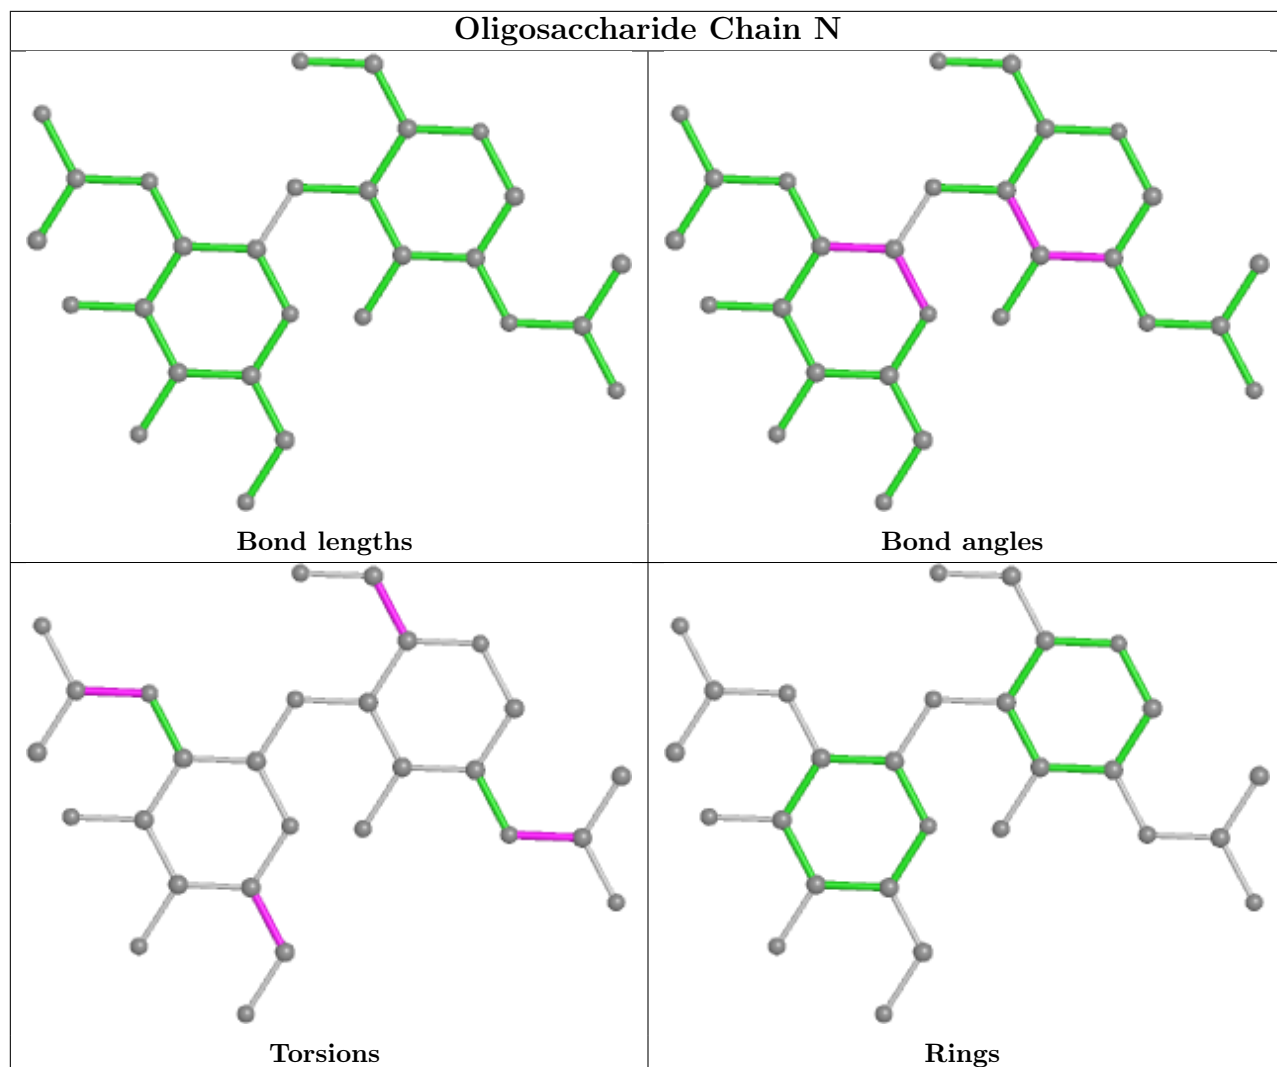 Oligosaccharide Chain N
Bond lengths
Bond angles
Torsions
Rings